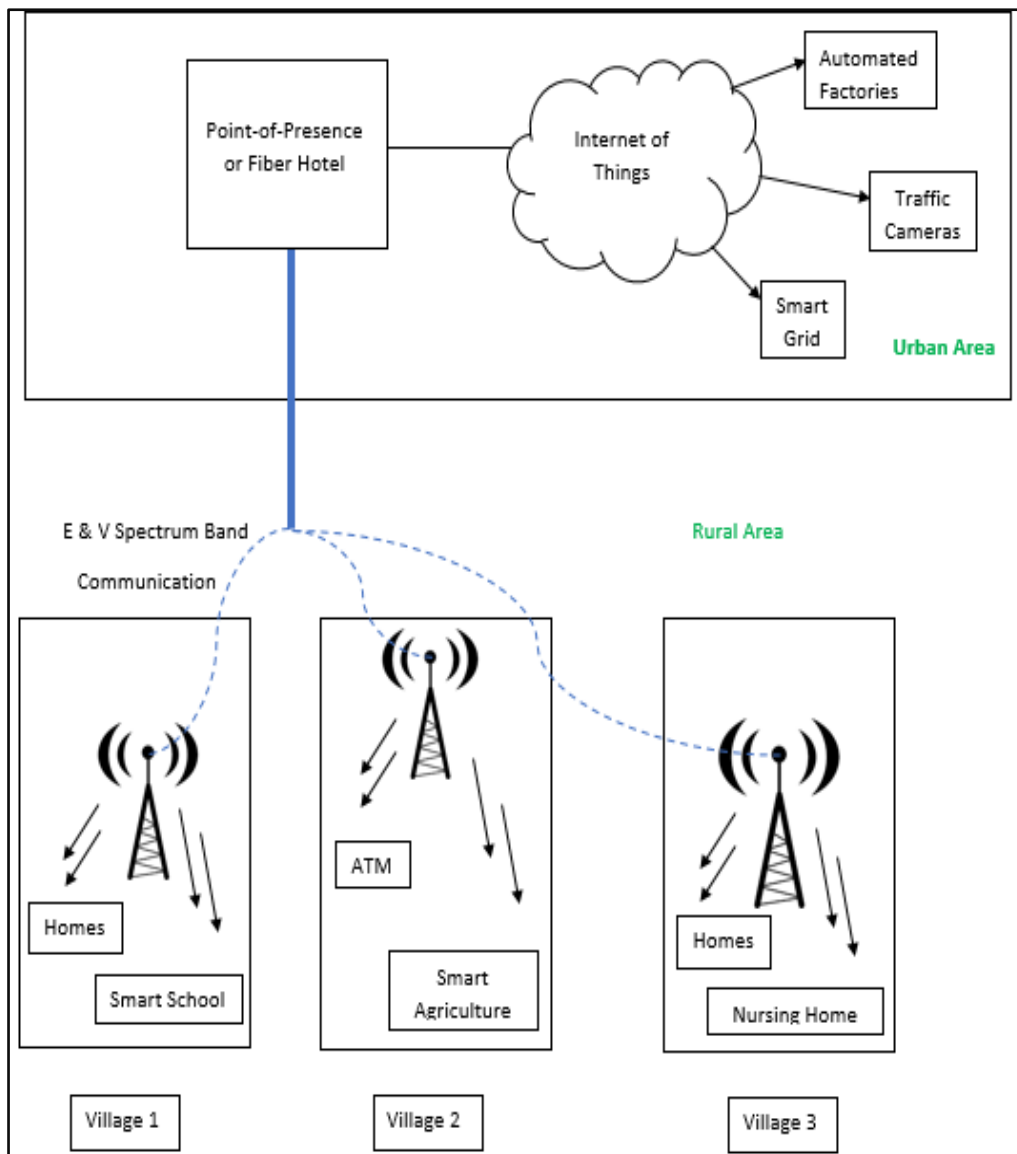 Point-of-Presence
or Fiber Hotel
Internet of
Things
Automated
Factories
Traffic
Cameras
Smart
Grid
Urban Area
E & V Spectrum Band
Communication
Rural Area
Homes
Smart School
ATM
Smart
Agriculture
Homes
Nursing Home
Village 1
Village 2
Village 3